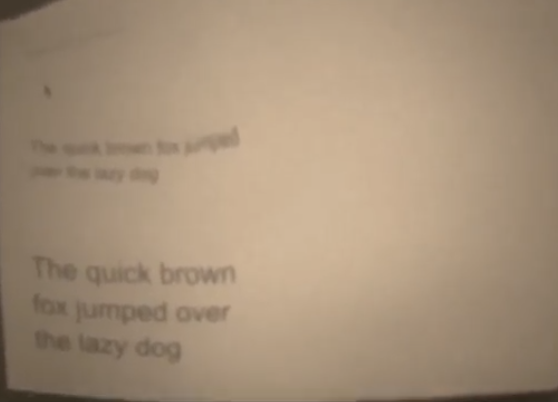 The quick brown fox jumped
over the lazy dog
The quick brown
fox jumped over
the lazy dog